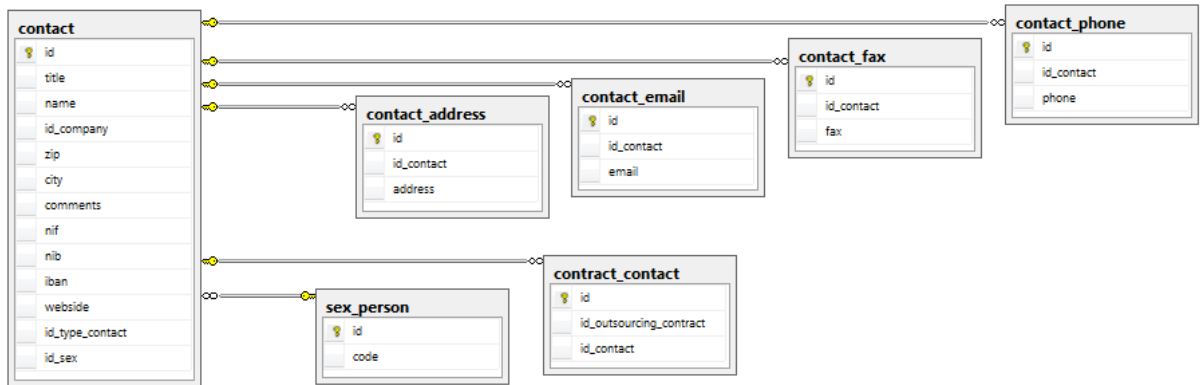 contact
id
title
name
id_company
zip
city
comments
nif
nib
iban
webside
id_type_contact
id_sex
contact_address
id
id_contact
address
contact_email
id
id_contact
email
contact_fax
id
id_contact
fax
contact_phone
id
id_contact
phone
contract_contact
id
id_outsourcing_contract
id_contact
sex_person
id
code